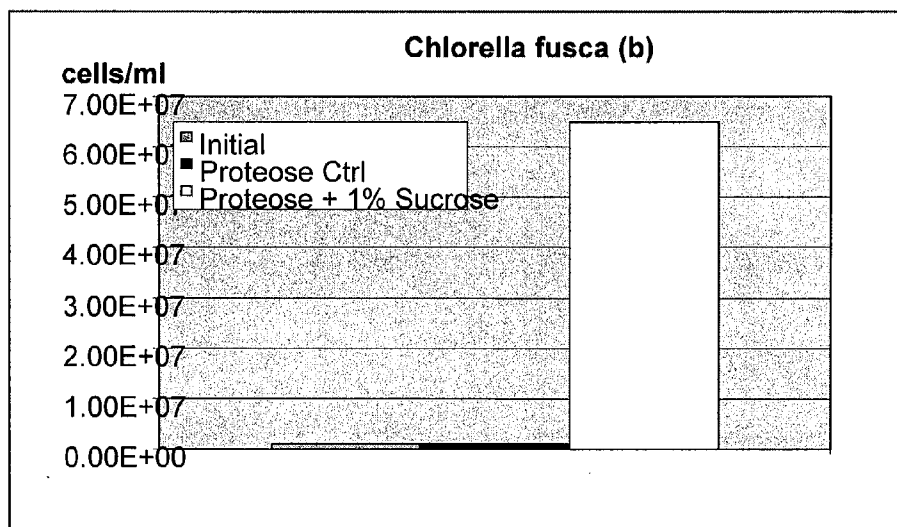 Chlorella fusca (b)
cells/ml
7.00E+07
6.00E+07
5.00E+07
4.00E+07
3.00E+07
2.00E+07
1.00E+07
0.00E+00
Initial
Proteose Ctrl
Proteose + 1% Sucrose